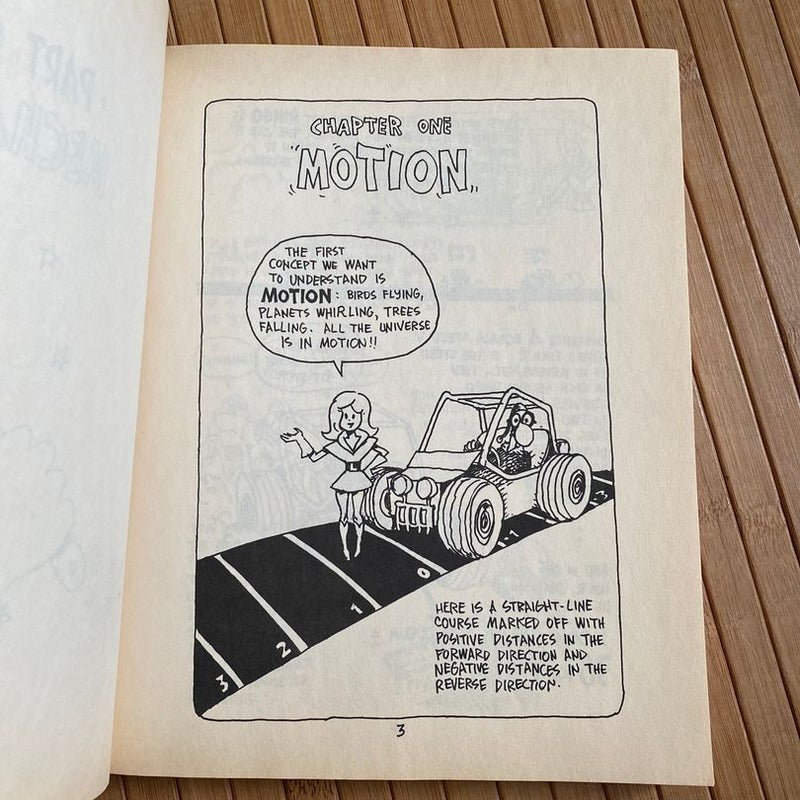 CHAPTER ONE
MOTION
THE FIRST
CONCEPT WE WANT
TO UNDERSTAND IS
MOTION: BIRDS FLYING,
PLANETS WHIRLING, TREES
FALLING. ALL THE UNIVERSE
IS IN MOTION!!
3
-1
0
1
2
3
HERE IS A STRAIGHT-LINE
COURSE MARKED OFF WITH
POSITIVE DISTANCES IN THE
FORWARD DIRECTION AND
NEGATIVE DISTANCES IN THE
REVERSE DIRECTION.
3